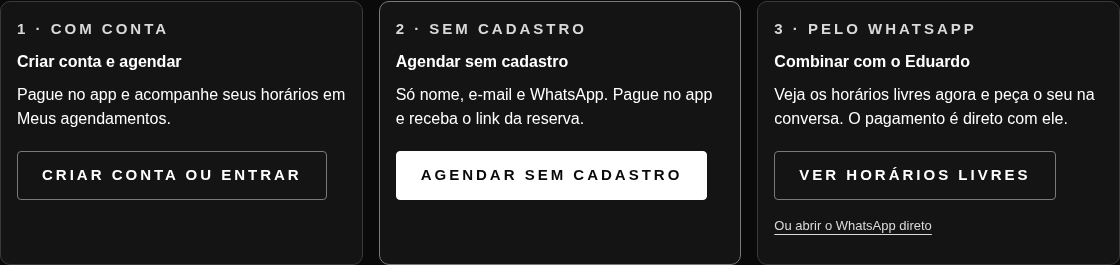 1 · COM CONTA
Criar conta e agendar
Pague no app e acompanhe seus horários em
Meus agendamentos.
CRIAR CONTA OU ENTRAR
2 · SEM CADASTRO
Agendar sem cadastro
Só nome, e-mail e WhatsApp. Pague no app
e receba o link da reserva.
AGENDAR SEM CADASTRO
3 · PELO WHATSAPP
Combinar com o Eduardo
Veja os horários livres agora e peça o seu na
conversa. O pagamento é direto com ele.
VER HORÁRIOS LIVRES
Ou abrir o WhatsApp direto